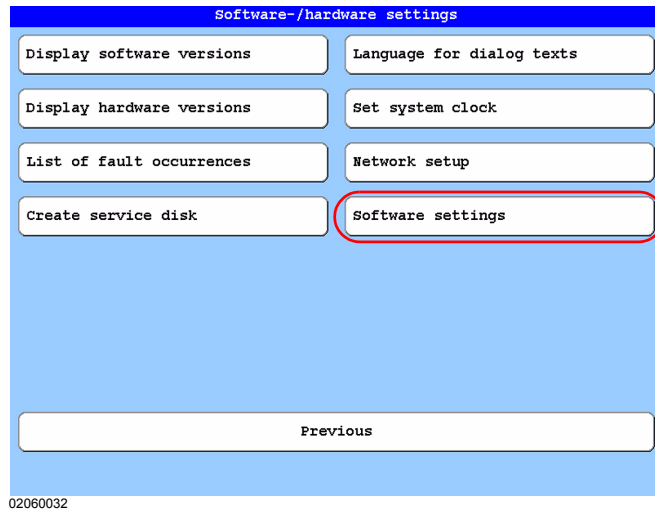 Software-/hardware settings
Display software versions
Language for dialog texts
Display hardware versions
Set system clock
List of fault occurrences
Network setup
Create service disk
Software settings
Previous
02060032